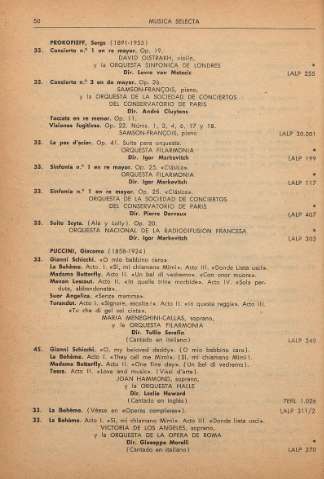 50 MUSICA SELECTA
PROKOFIEFF, Serge (1891-1953)
33. Concierto n.º 1 en re mayor. Op. 19.
DAVID OISTRAKH, violín,
y la ORQUESTA SINFONICA DE LONDRES *
Dir. Lovro von Matacic LALP 255
33. Concierto n.º 3 en do mayor. Op. 26.
SAMSON-FRANÇOIS, piano,
y la ORQUESTA DE LA SOCIEDAD DE CONCIERTOS
DEL CONSERVATORIO DE PARIS
Dir. André Cluytens
Toccata en re menor. Op. 11.
Visiones fugitivas. Op. 22. Núms. 1, 2, 4, 6, 17 y 18. *
SAMSON-FRANÇOIS, piano LALP
33. Le pas d'acier. Op. 41. Suite para orquesta.
ORQUESTA FILARMONIA *
Dir. Igor Markevitch LALP 199
33. Sinfonía n.º 1 en re mayor. Op. 25. «Clásica».
ORQUESTA FILARMONIA *
Dir. Igor Markevitch LALP 117
33. Sinfonía n.º 1 en re mayor. Op. 25. «Clásica».
ORQUESTA DE LA SOCIEDAD DE CONCIERTOS
DEL CONSERVATORIO DE PARIS *
Dir. Pierre Dervaux LALP 407
33. Suite Scyta. (Ala y Lolly). Op. 20.
ORQUESTA NACIONAL DE LA RADIODIFUSION FRANCESA *
Dir. Igor Markevitch LALP 303
PUCCINI, Giacomo (1858-1924)
33. Gianni Schicchi. «O mio babbino caro».
La Bohème. Acto I. «Sí, mi chiamano Mimi». Acto III. «Donde lieta uscì».
Madama Butterfly. Acto II. «Un bel dì vedremo». «Con onor muore».
Manon Lescaut. Acto II. «In quelle trine morbide». Acto IV. «Sola, perduta, abbandonata».
Suor Angelica. «Senza mamma».
Turandot. Acto I. «Signore, ascolta». Acto II. «In questa reggia». Acto III.
«Tu che di gel sei cinta».
MARIA MENEGHINI-CALLAS, soprano,
y la ORQUESTA FILARMONIA
Dir. Tullio Serafin *
(Cantado en italiano) LALP 240
45. Gianni Schicchi. «O, my beloved daddy». (O mio babbino caro).
La Bohème. Acto I. «They call me Mimi». (Sí, mi chiamano Mimi).
Madama Butterfly. Acto II. «One fine day». (Un bel dì vedremo).
Tosca. Acto II. «Love and music». (Vissi d'arte).
JOAN HAMMOND, soprano,
y la ORQUESTA HALLE
Dir. Leslie Heward *
(Cantado en inglés) 7ERL 1.026
33. La Bohème. (Véase en «Operas completas»). LALP 311/2
33. La Bohème. Acto I. «Sí, mi chiamano Mimi». Acto III. «Donde lieta uscì».
VICTORIA DE LOS ANGELES, soprano,
y la ORQUESTA DE LA OPERA DE ROMA
Dir. Giuseppe Morelli *
(Cantado en italiano) LALP 270